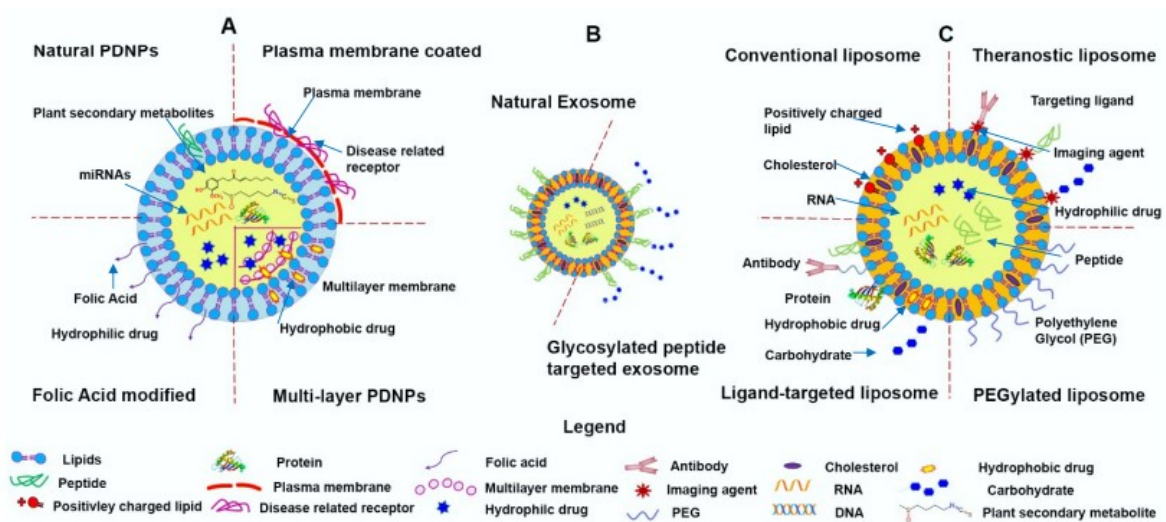 A
Natural PDNPs
Plasma membrane coated
Plasma membrane
Plant secondary metabolites
Disease related
receptor
miRNAs
Folic Acid
Multilayer membrane
Hydrophilic drug
Hydrophobic drug
Folic Acid modified
Multi-layer PDNPs
B
Natural Exosome
Glycosylated peptide
targeted exosome
C
Conventional liposome
Theranostic liposome
Positively charged
lipid
Targeting ligand
Imaging agent
Cholesterol
RNA
Hydrophilic drug
Antibody
Peptide
Protein
Hydrophobic drug
Polyethylene
Glycol (PEG)
Carbohydrate
Ligand-targeted liposome
PEGylated liposome
Legend
Lipids
Protein
Folic acid
Antibody
Cholesterol
Hydrophobic drug
Peptide
Plasma membrane
Multilayer membrane
Imaging agent
RNA
Carbohydrate
Positivley charged lipid
Disease related receptor
Hydrophilc drug
PEG
DNA
Plant secondary metabolite